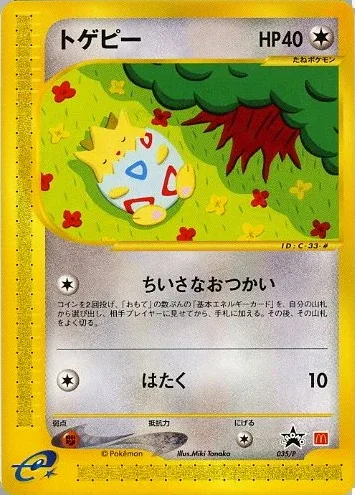 トゲピー HP40
たねポケモン
ID:C-33-#
ちいさなおつかい
コインを2回投げ、「おもて」の数ぶんの「基本エネルギーカード」を、自分の山札
から選び出し、相手プレイヤーに見せてから、手札に加える。その後、その山札
をよく切る。
はたく 10
弱点 抵抗力 にげる
©Pokémon Illus.Miki Tanaka 035/P
e